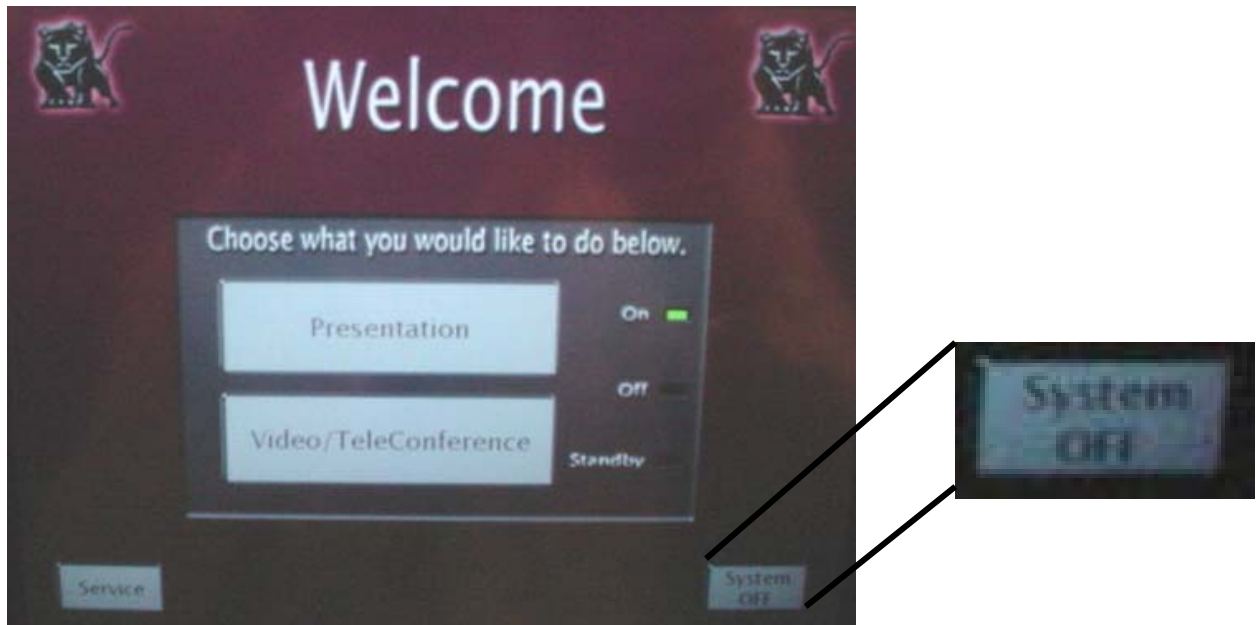 Welcome
Choose what you would like to do below.
Presentation
On
Off
Video/TeleConference
Standby
Service
System
OFF
System
OFF